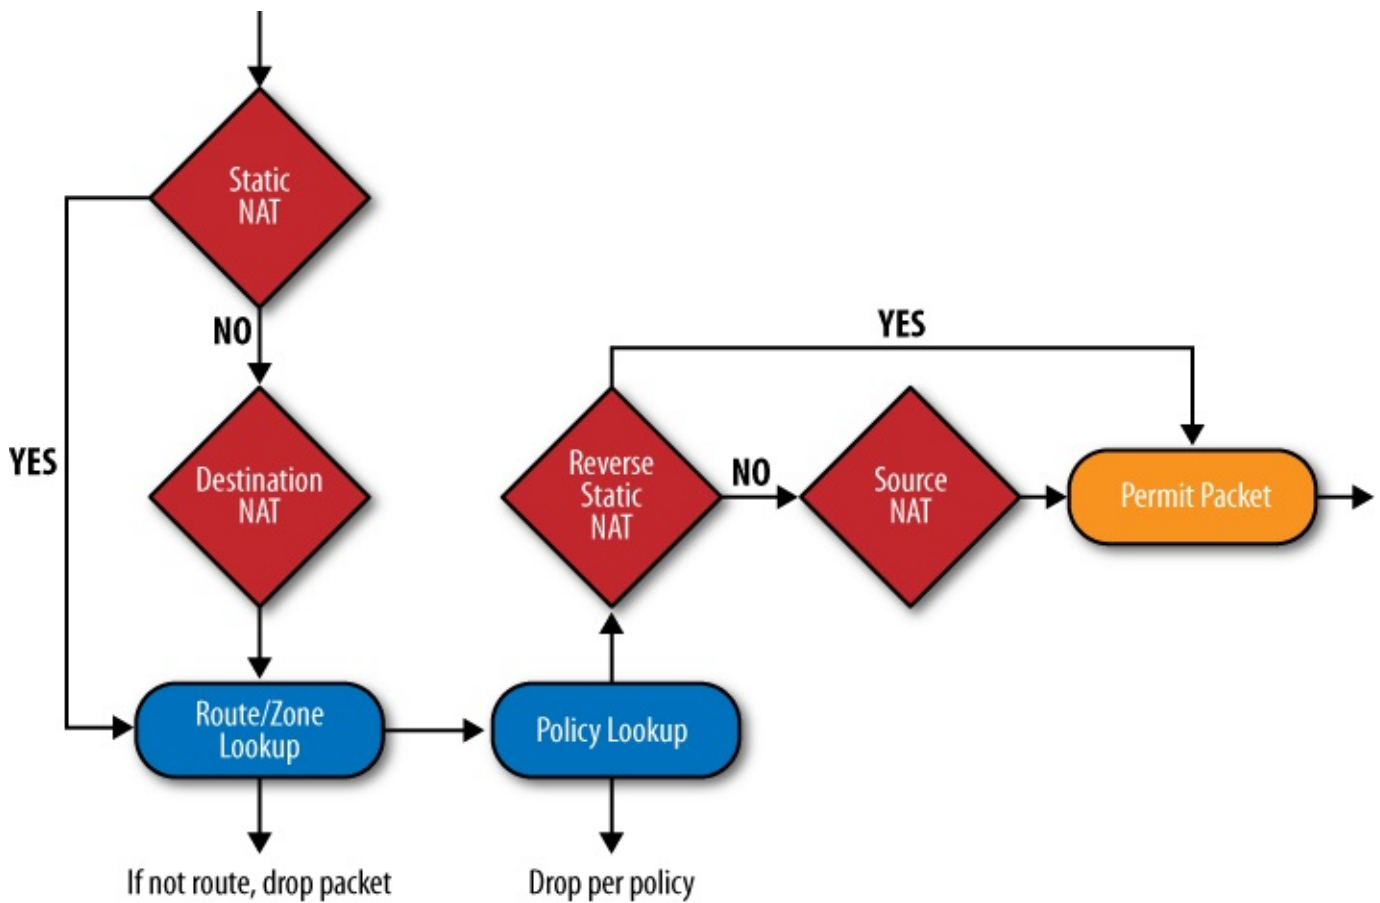 Static
NAT
NO
YES
Destination
NAT
Route/Zone
Lookup
If not route, drop packet
Policy Lookup
Drop per policy
Reverse
Static
NAT
YES
NO
Source
NAT
Permit Packet